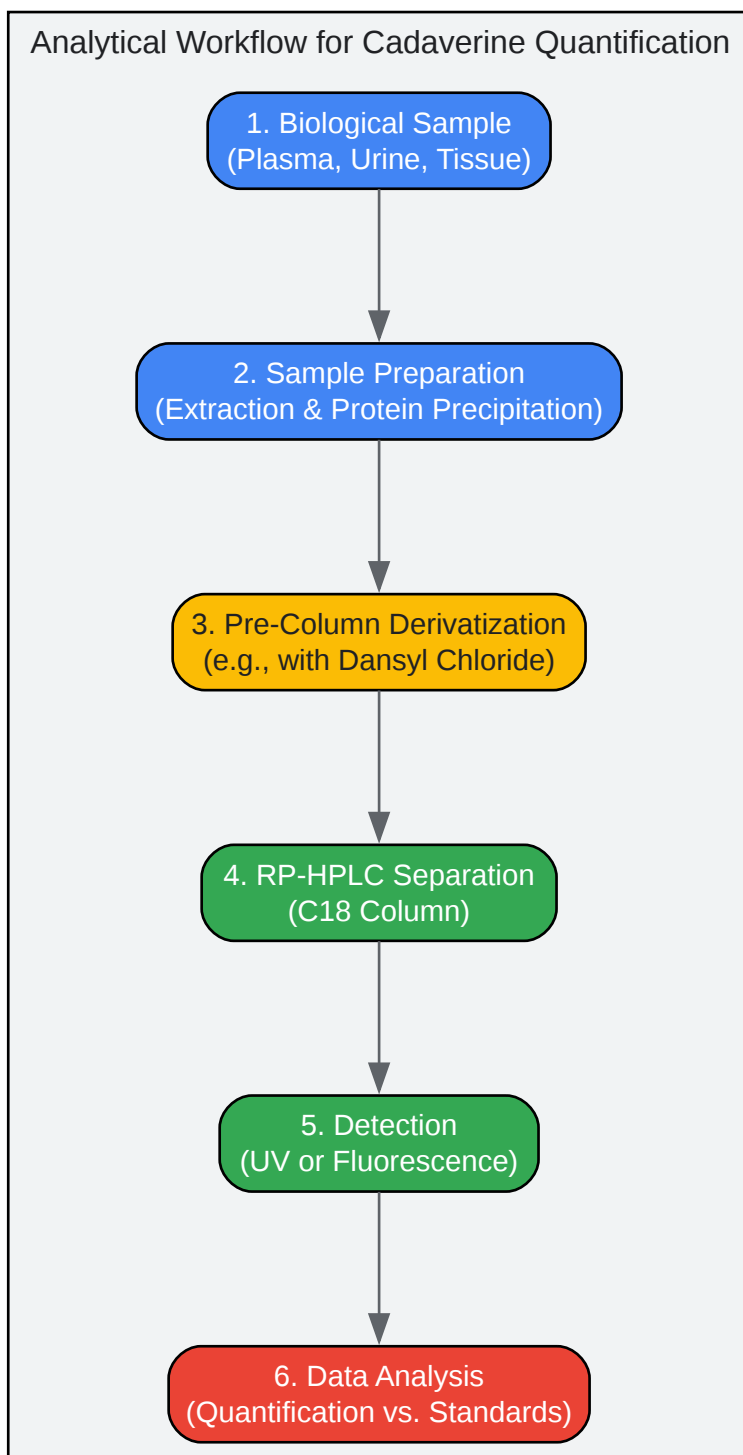 Analytical Workflow for Cadaverine Quantification
1. Biological Sample
(Plasma, Urine, Tissue)
2. Sample Preparation
(Extraction & Protein Precipitation)
3. Pre-Column Derivatization
(e.g., with Dansyl Chloride)
4. RP-HPLC Separation
(C18 Column)
5. Detection
(UV or Fluorescence)
6. Data Analysis
(Quantification vs. Standards)